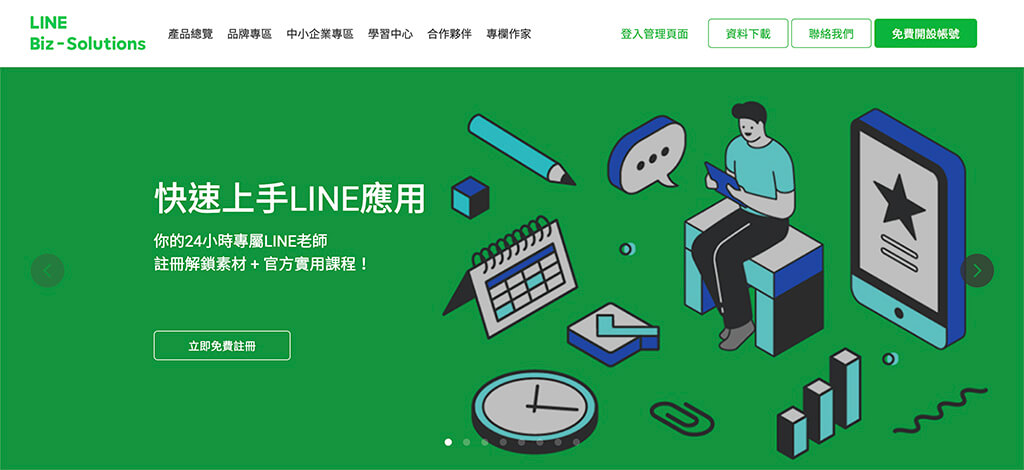 LINE
Biz-Solutions
產品總覽 品牌專區 中小企業專區 學習中心 合作夥伴 專欄作家 登入管理頁面 資料下載 聯絡我們 免費開設帳號
快速上手LINE應用
你的24小時專屬LINE老師
註冊解鎖素材 + 官方實用課程！
立即免費註冊